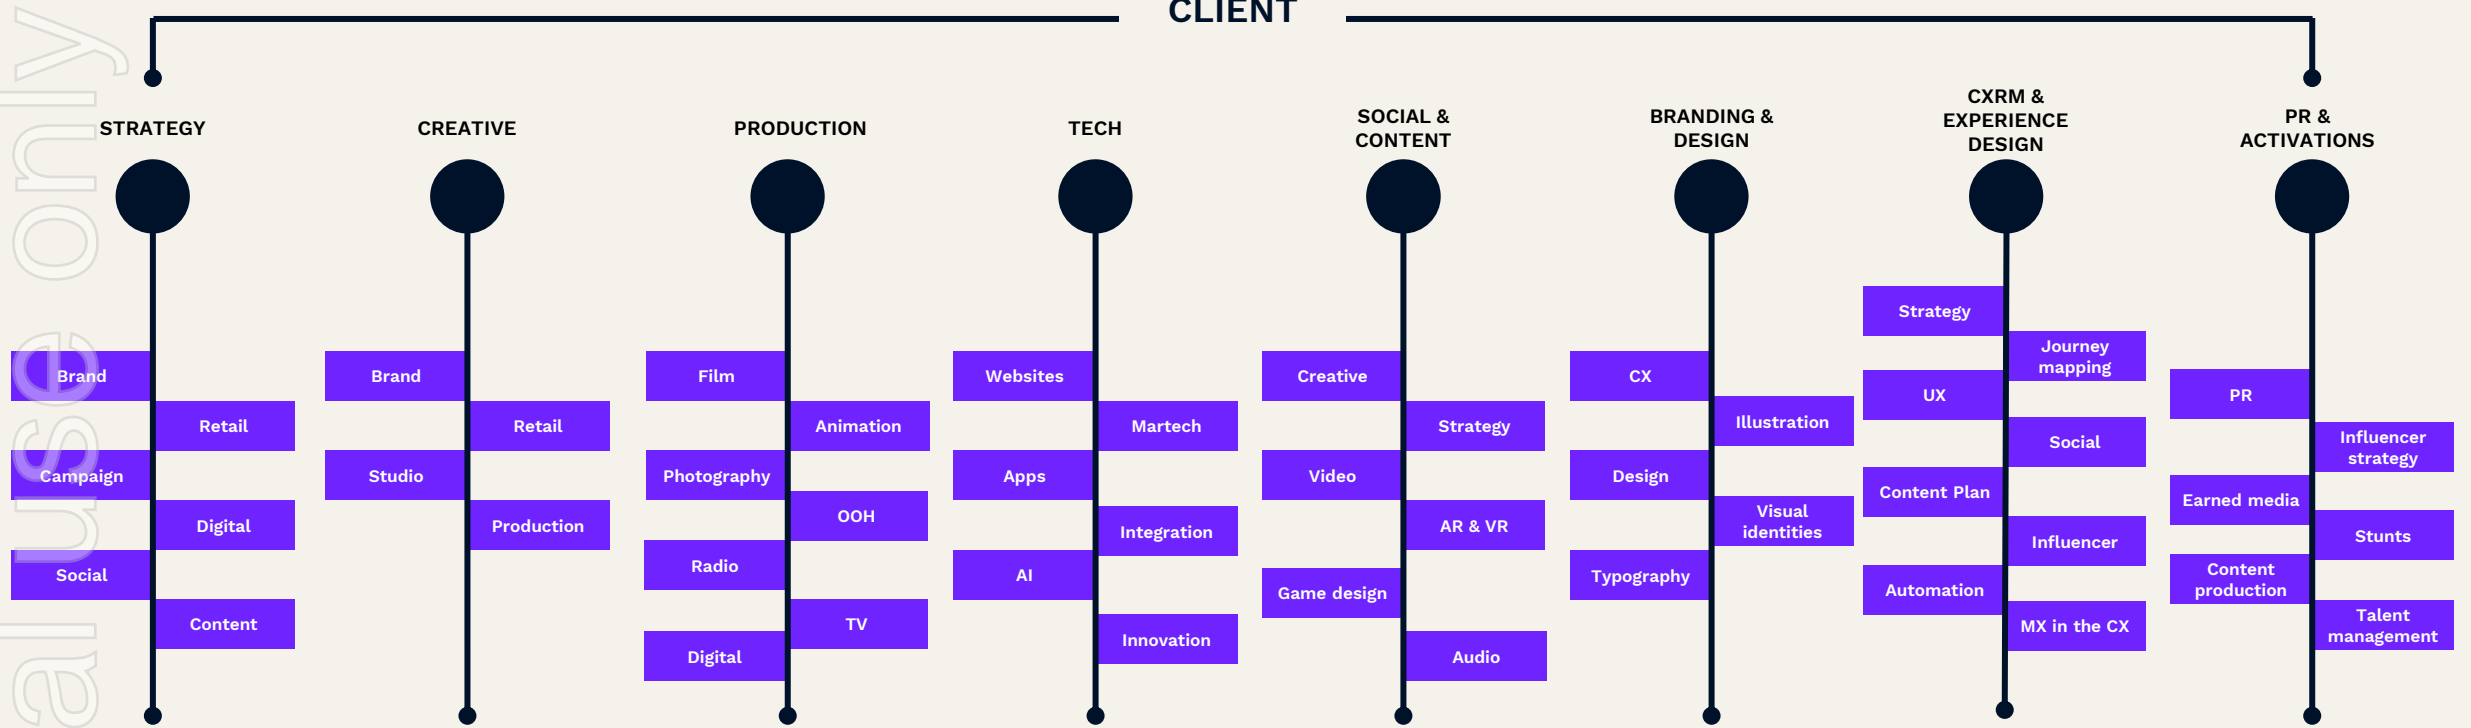 CLIENT
STRATEGY
Brand
Retail
Campaign
Digital
Social
Content
CREATIVE
Brand
Retail
Studio
Production
PRODUCTION
Film
Animation
Photography
OOH
Radio
TV
Digital
TECH
Websites
Martech
Apps
Integration
AI
Innovation
SOCIAL &
CONTENT
Creative
Strategy
Video
AR & VR
Game design
Audio
BRANDING &
DESIGN
CX
Illustration
Design
Visual
identities
Typography
CXRM &
EXPERIENCE
DESIGN
Strategy
Journey
mapping
UX
Social
Content Plan
Influencer
Automation
MX in the CX
PR &
ACTIVATIONS
PR
Influencer
strategy
Earned media
Stunts
Content
production
Talent
management
al use only